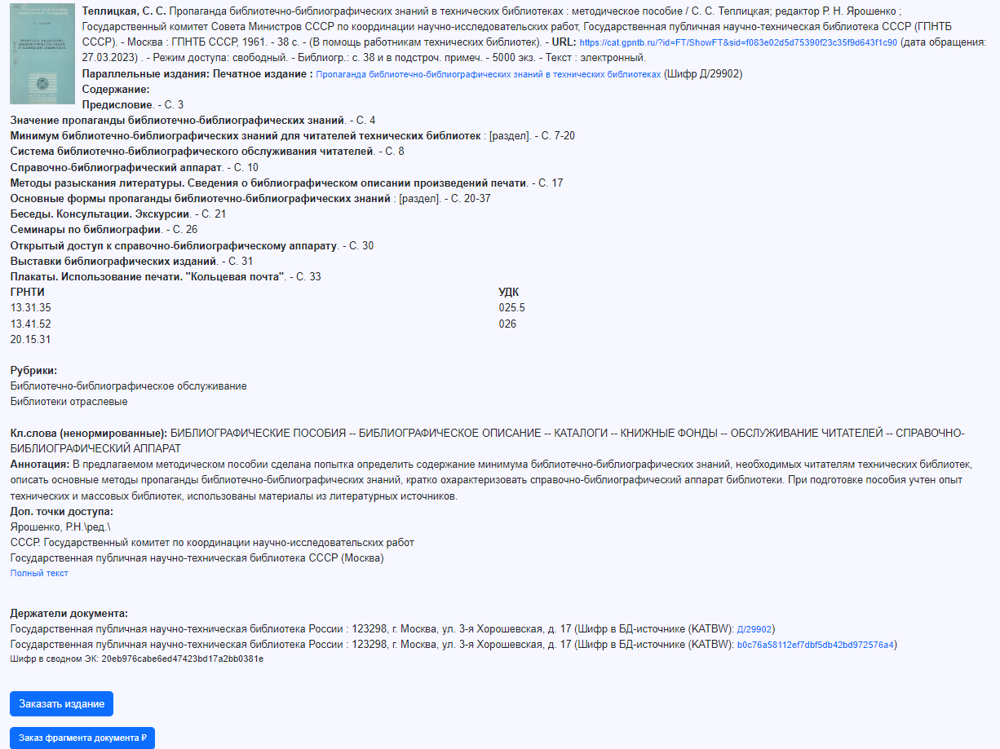 Теплицкая, С. С. Пропаганда библиотечно-библиографических знаний в технических библиотеках : методическое пособие / С. С. Теплицкая; редактор Р. Н. Ярошенко ;
Государственный комитет Совета Министров СССР по координации научно-исследовательских работ, Государственная публичная научно-техническая библиотека СССР (ГПНТБ
СССР). - Москва : ГПНТБ СССР, 1961. - 38 с. - (В помощь работникам технических библиотек). - URL: https://cat.gpntb.ru/?id=FT/ShowFT&sid=f083e02d5d75390f23c35f9d643f1c90 (дата обращения:
27.03.2023) . - Режим доступа: свободный. - Библиогр.: с. 38 и в подстроч. примеч. - 5000 экз. - Текст : электронный.
Параллельные издания: Печатное издание : Пропаганда библиотечно-библиографических знаний в технических библиотеках (Шифр Д/29902)
Содержание:
Предисловие. - С. 3
Значение пропаганды библиотечно-библиографических знаний. - С. 4
Минимум библиотечно-библиографических знаний для читателей технических библиотек : [раздел]. - С. 7-20
Система библиотечно-библиографического обслуживания читателей. - С. 8
Справочно-библиографический аппарат. - С. 10
Методы разыскания литературы. Сведения о библиографическом описании произведений печати. - С. 17
Основные формы пропаганды библиотечно-библиографических знаний : [раздел]. - С. 20-37
Беседы. Консультации. Экскурсии. - С. 21
Семинары по библиографии. - С. 26
Открытый доступ к справочно-библиографическому аппарату. - С. 30
Выставки библиографических изданий. - С. 31
Плакаты. Использование печати. "Кольцевая почта". - С. 33
ГРНТИ УДК
13.31.35 025.5
13.41.52 026
20.15.31
Рубрики:
Библиотечно-библиографическое обслуживание
Библиотеки отраслевые
Кл.слова (ненормированные): БИБЛИОГРАФИЧЕСКИЕ ПОСОБИЯ -- БИБЛИОГРАФИЧЕСКОЕ ОПИСАНИЕ -- КАТАЛОГИ -- КНИЖНЫЕ ФОНДЫ -- ОБСЛУЖИВАНИЕ ЧИТАТЕЛЕЙ -- СПРАВОЧНО-
БИБЛИОГРАФИЧЕСКИЙ АППАРАТ
Аннотация: В предлагаемом методическом пособии сделана попытка определить содержание минимума библиотечно-библиографических знаний, необходимых читателям технических библиотек,
описать основные методы пропаганды библиотечно-библиографических знаний, кратко охарактеризовать справочно-библиографический аппарат библиотеки. При подготовке пособия учтен опыт
технических и массовых библиотек, использованы материалы из литературных источников.
Доп. точки доступа:
Ярошенко, Р.Н.\ред.\
СССР. Государственный комитет по координации научно-исследовательских работ
Государственная публичная научно-техническая библиотека СССР (Москва)
Полный текст
Держатели документа:
Государственная публичная научно-техническая библиотека России : 123298, г. Москва, ул. 3-я Хорошевская, д. 17 (Шифр в БД-источнике (KATBW): Д/29902)
Государственная публичная научно-техническая библиотека России : 123298, г. Москва, ул. 3-я Хорошевская, д. 17 (Шифр в БД-источнике (KATBW): b0c76a58112ef7dbf5db42bd972576a4)
Шифр в сводном ЭК: 20eb976cabe6ed47423bd17a2bb0381e
Заказать издание
Заказ фрагмента документа ₽